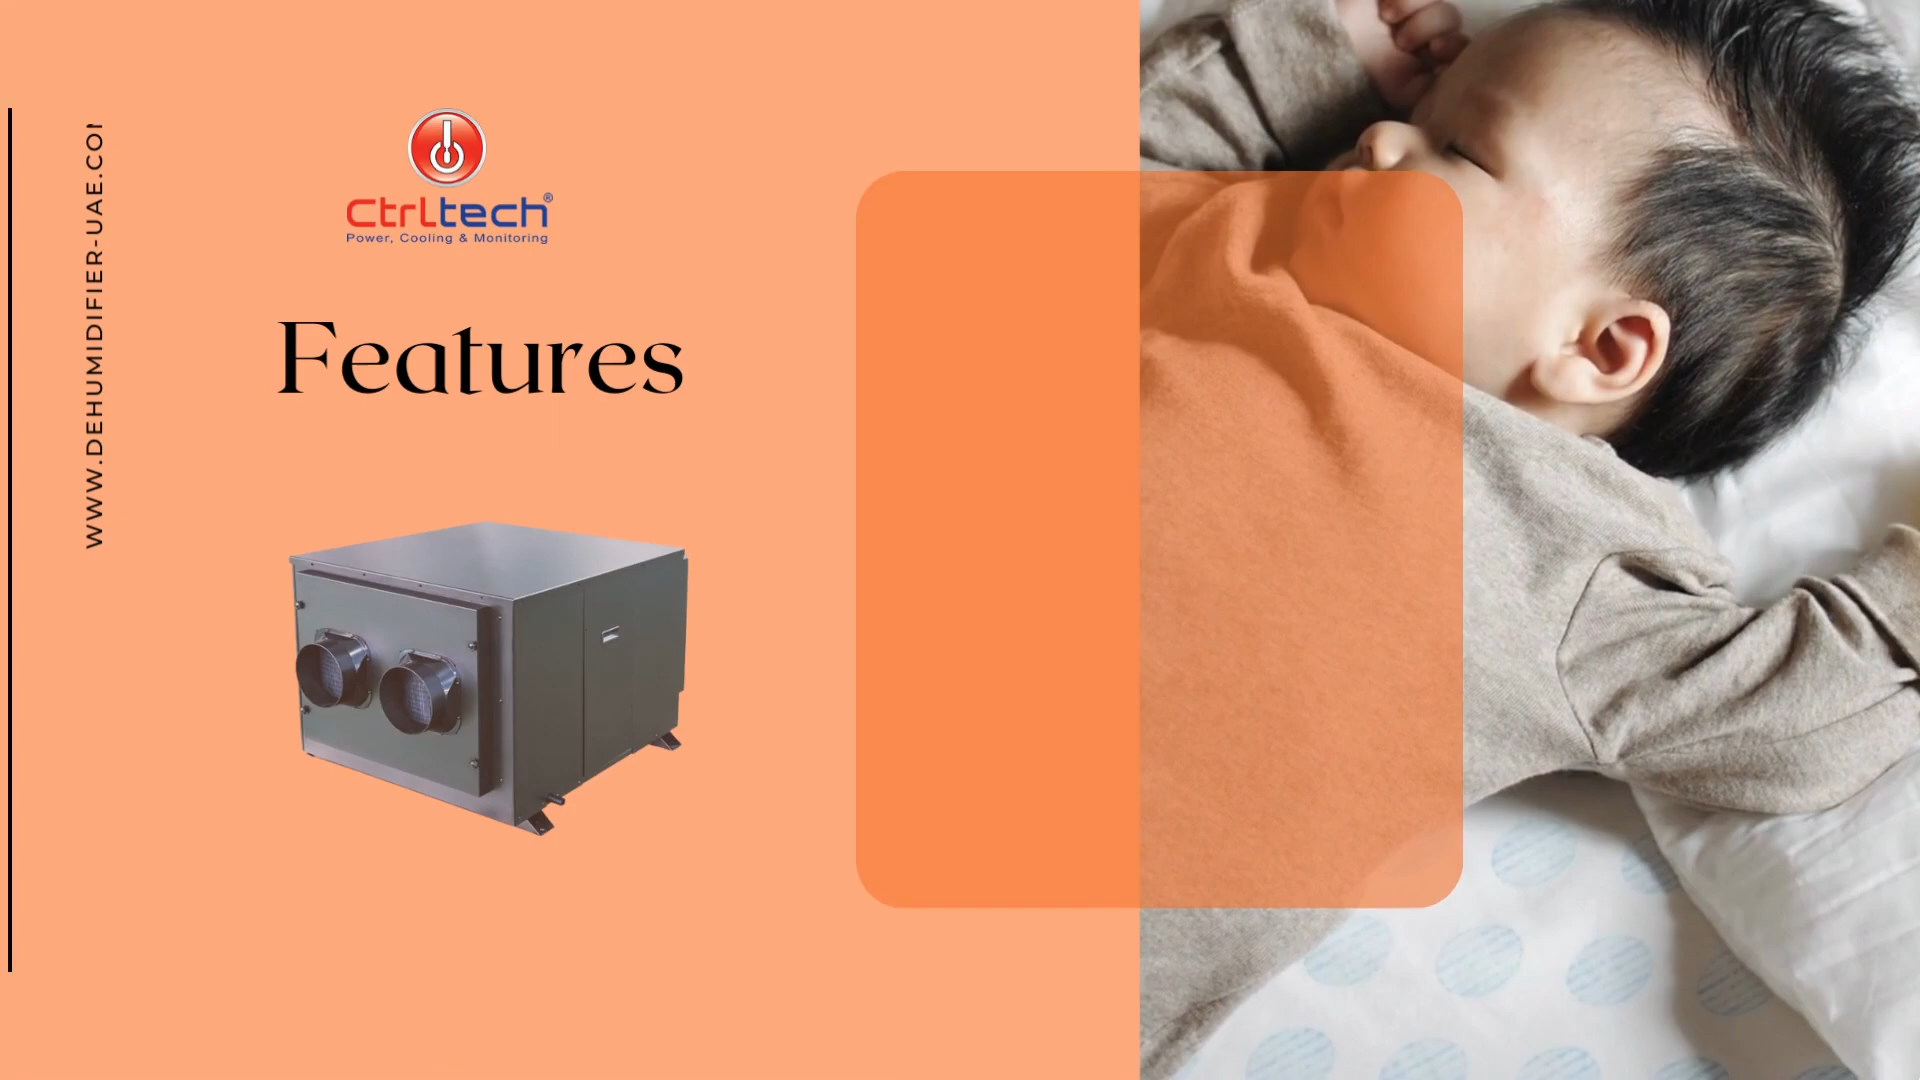 WWW.DEHUMIDIFIER-UAE.CO
Ctrltech®
Power, Cooling & Monitoring
Features